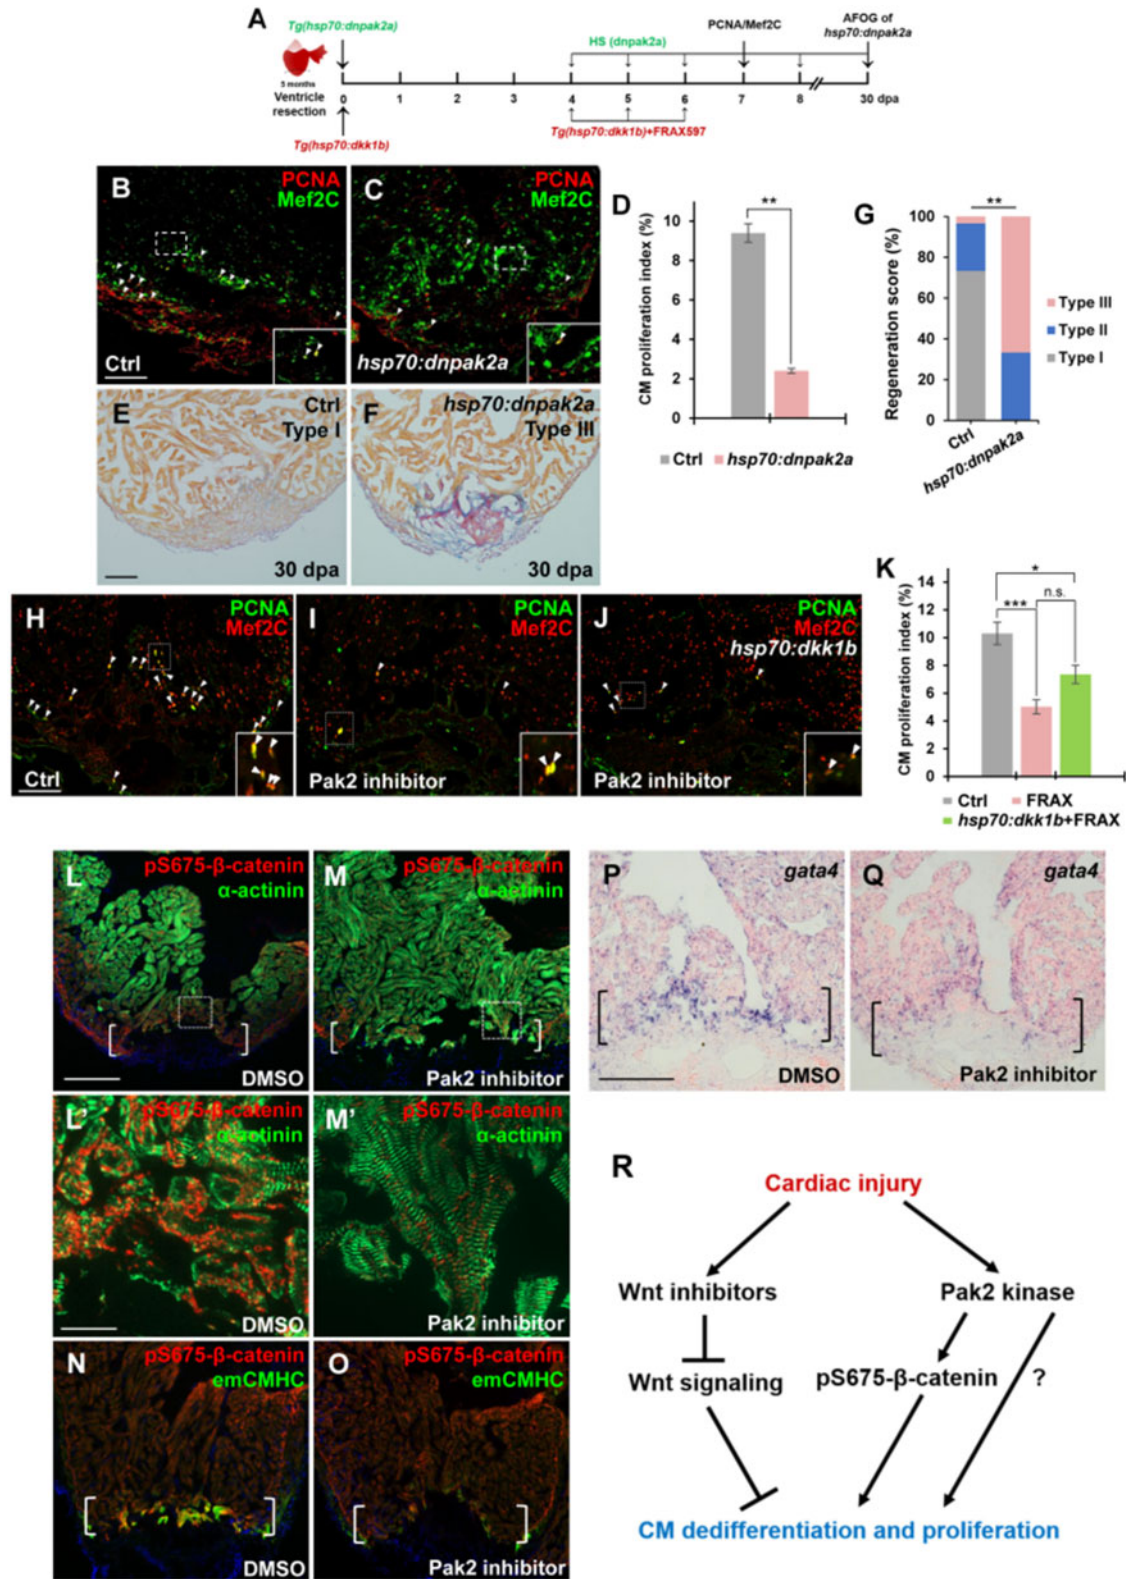 A
Tg(hsp70:dnpak2a)
5 months
Ventricle
resection
Tg(hsp70:dkk1b)
HS (dnpak2a)
PCNA/Mef2C
AFOG of
hsp70:dnpak2a
0 1 2 3 4 5 6 7 8 30 dpa
Tg(hsp70:dkk1b)+FRAX597
B
PCNA
Mef2C
Ctrl
C
PCNA
Mef2C
hsp70:dnpak2a
D
CM proliferation index (%)
10
8
6
4
2
0
**
Ctrl
hsp70:dnpak2a
G
Regeneration score (%)
100
80
60
40
20
0
**
Ctrl
hsp70:dnpak2a
Type III
Type II
Type I
E
Ctrl
Type I
30 dpa
F
hsp70:dnpak2a
Type III
30 dpa
H
PCNA
Mef2C
Ctrl
I
PCNA
Mef2C
Pak2 inhibitor
J
PCNA
Mef2C
hsp70:dkk1b
Pak2 inhibitor
K
CM proliferation index (%)
14
12
10
8
6
4
2
0
*
***
n.s.
Ctrl
FRAX
hsp70:dkk1b+FRAX
L
pS675-β-catenin
α-actinin
DMSO
M
pS675-β-catenin
α-actinin
Pak2 inhibitor
P
gata4
DMSO
Q
gata4
Pak2 inhibitor
L'
pS675-β-catenin
α-actinin
DMSO
M'
pS675-β-catenin
α-actinin
Pak2 inhibitor
N
pS675-β-catenin
emCMHC
DMSO
O
pS675-β-catenin
emCMHC
Pak2 inhibitor
R
Cardiac injury
Wnt inhibitors
Pak2 kinase
Wnt signaling
pS675-β-catenin
?
CM dedifferentiation and proliferation